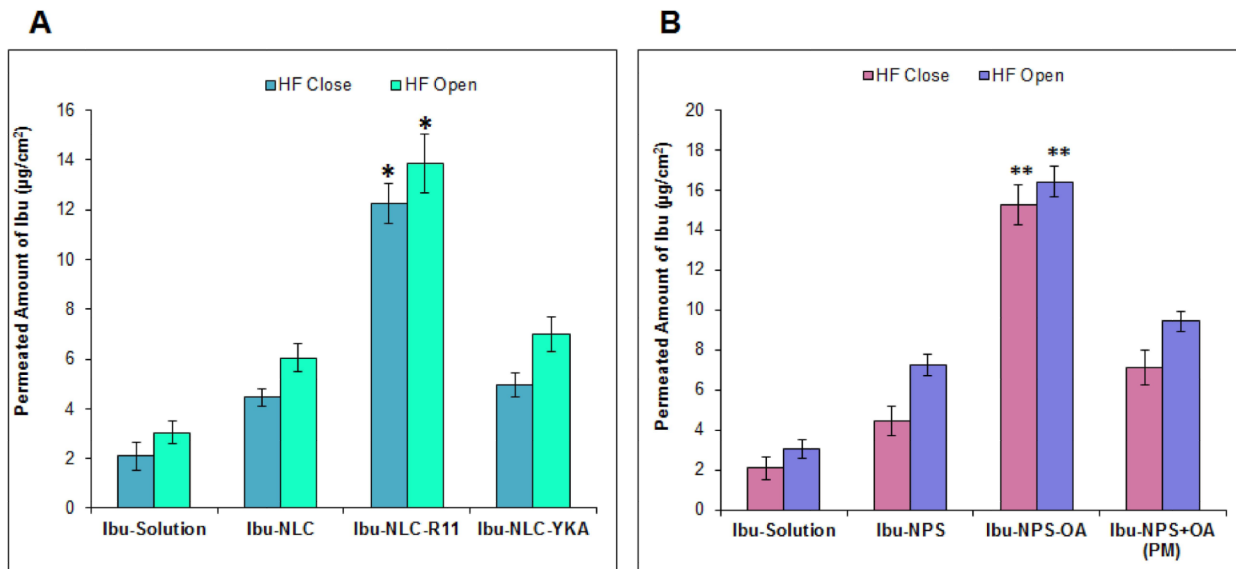 A
HF Close HF Open
Permeated Amount of Ibu (µg/cm²)
16
14
12
10
8
6
4
2
0
* *
Ibu-Solution Ibu-NLC Ibu-NLC-R11 Ibu-NLC-YKA
B
HF Close HF Open
Permeated Amount of Ibu (µg/cm²)
20
18
16
14
12
10
8
6
4
2
0
** **
Ibu-Solution Ibu-NPS Ibu-NPS-OA Ibu-NPS+OA
(PM)